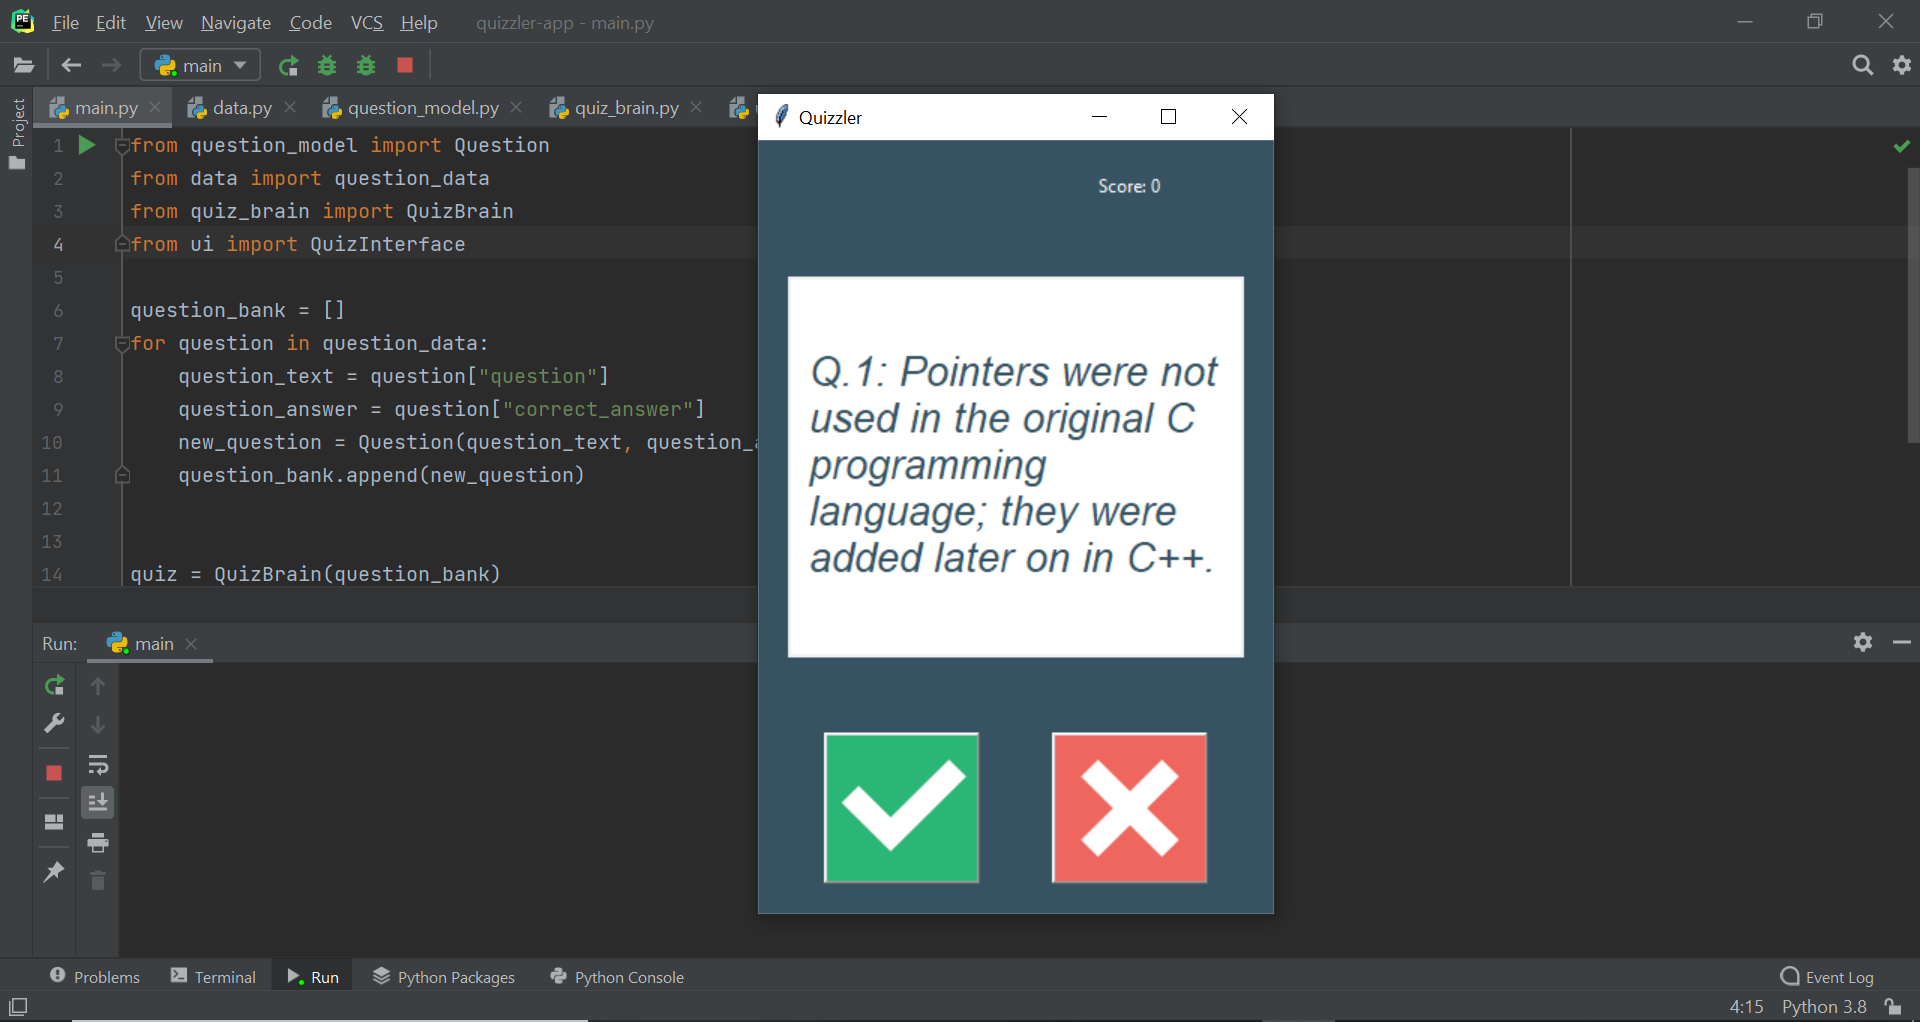 PE File Edit View Navigate Code VCS Help quizzler-app - main.py
main
Project
main.py data.py question_model.py quiz_brain.py
1 from question_model import Question
2 from data import question_data
3 from quiz_brain import QuizBrain
4 from ui import QuizInterface
5
6 question_bank = []
7 for question in question_data:
8 question_text = question["question"]
9 question_answer = question["correct_answer"]
10 new_question = Question(question_text, question_
11 question_bank.append(new_question)
12
13
14 quiz = QuizBrain(question_bank)
Quizzler
Score: 0
Q.1: Pointers were not
used in the original C
programming
language; they were
added later on in C++.
Run: main
Problems Terminal Run Python Packages Python Console Event Log
4:15 Python 3.8